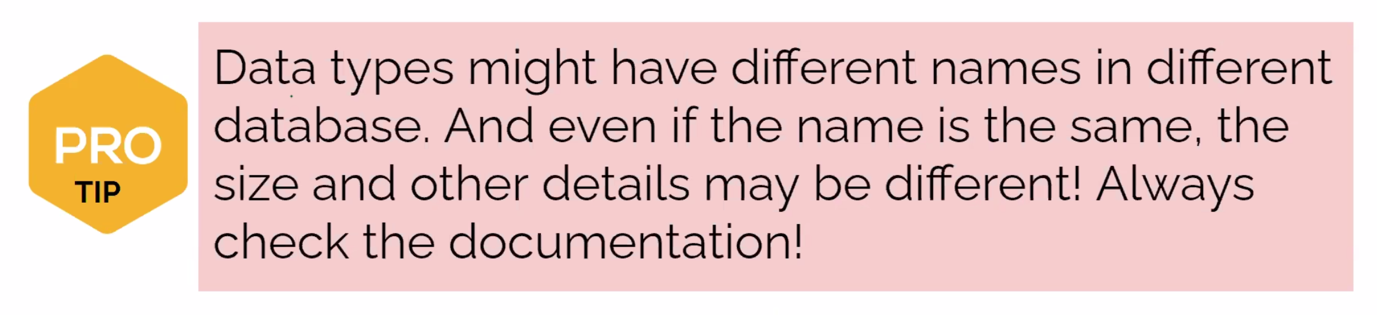 PRO
TIP
Data types might have different names in different
database. And even if the name is the same, the
size and other details may be different! Always
check the documentation!